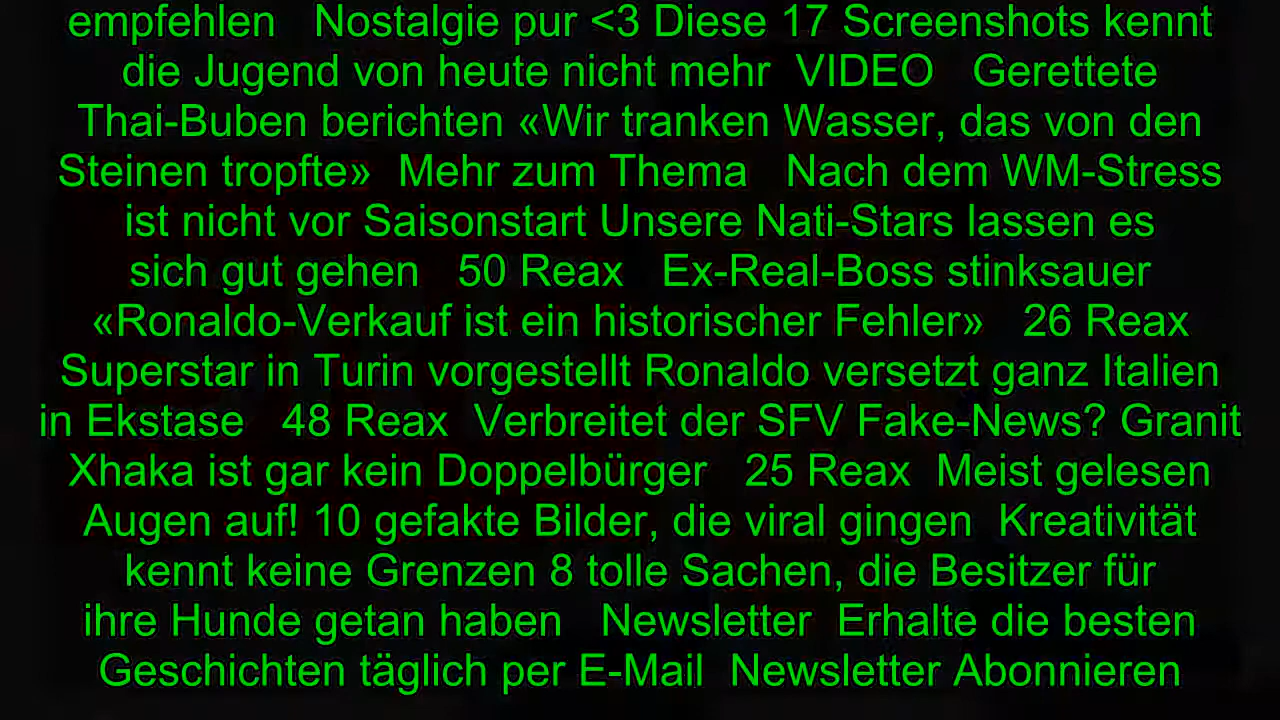 empfehlen   Nostalgie pur <3 Diese 17 Screenshots kennt
die Jugend von heute nicht mehr  VIDEO   Gerettete
Thai-Buben berichten «Wir tranken Wasser, das von den
Steinen tropfte»  Mehr zum Thema   Nach dem WM-Stress
ist nicht vor Saisonstart Unsere Nati-Stars lassen es
sich gut gehen   50 Reax   Ex-Real-Boss stinksauer
«Ronaldo-Verkauf ist ein historischer Fehler»   26 Reax
Superstar in Turin vorgestellt Ronaldo versetzt ganz Italien
in Ekstase   48 Reax  Verbreitet der SFV Fake-News? Granit
Xhaka ist gar kein Doppelbürger   25 Reax  Meist gelesen
Augen auf! 10 gefakte Bilder, die viral gingen  Kreativität
kennt keine Grenzen 8 tolle Sachen, die Besitzer für
ihre Hunde getan haben   Newsletter  Erhalte die besten
Geschichten täglich per E-Mail  Newsletter Abonnieren